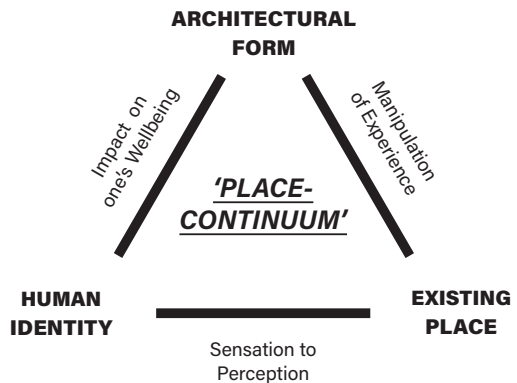 ARCHITECTURAL
FORM
Impact on
one's Wellbeing
Manipulation
of Experience
‘PLACE-
CONTINUUM’
HUMAN
IDENTITY
EXISTING
PLACE
Sensation to
Perception